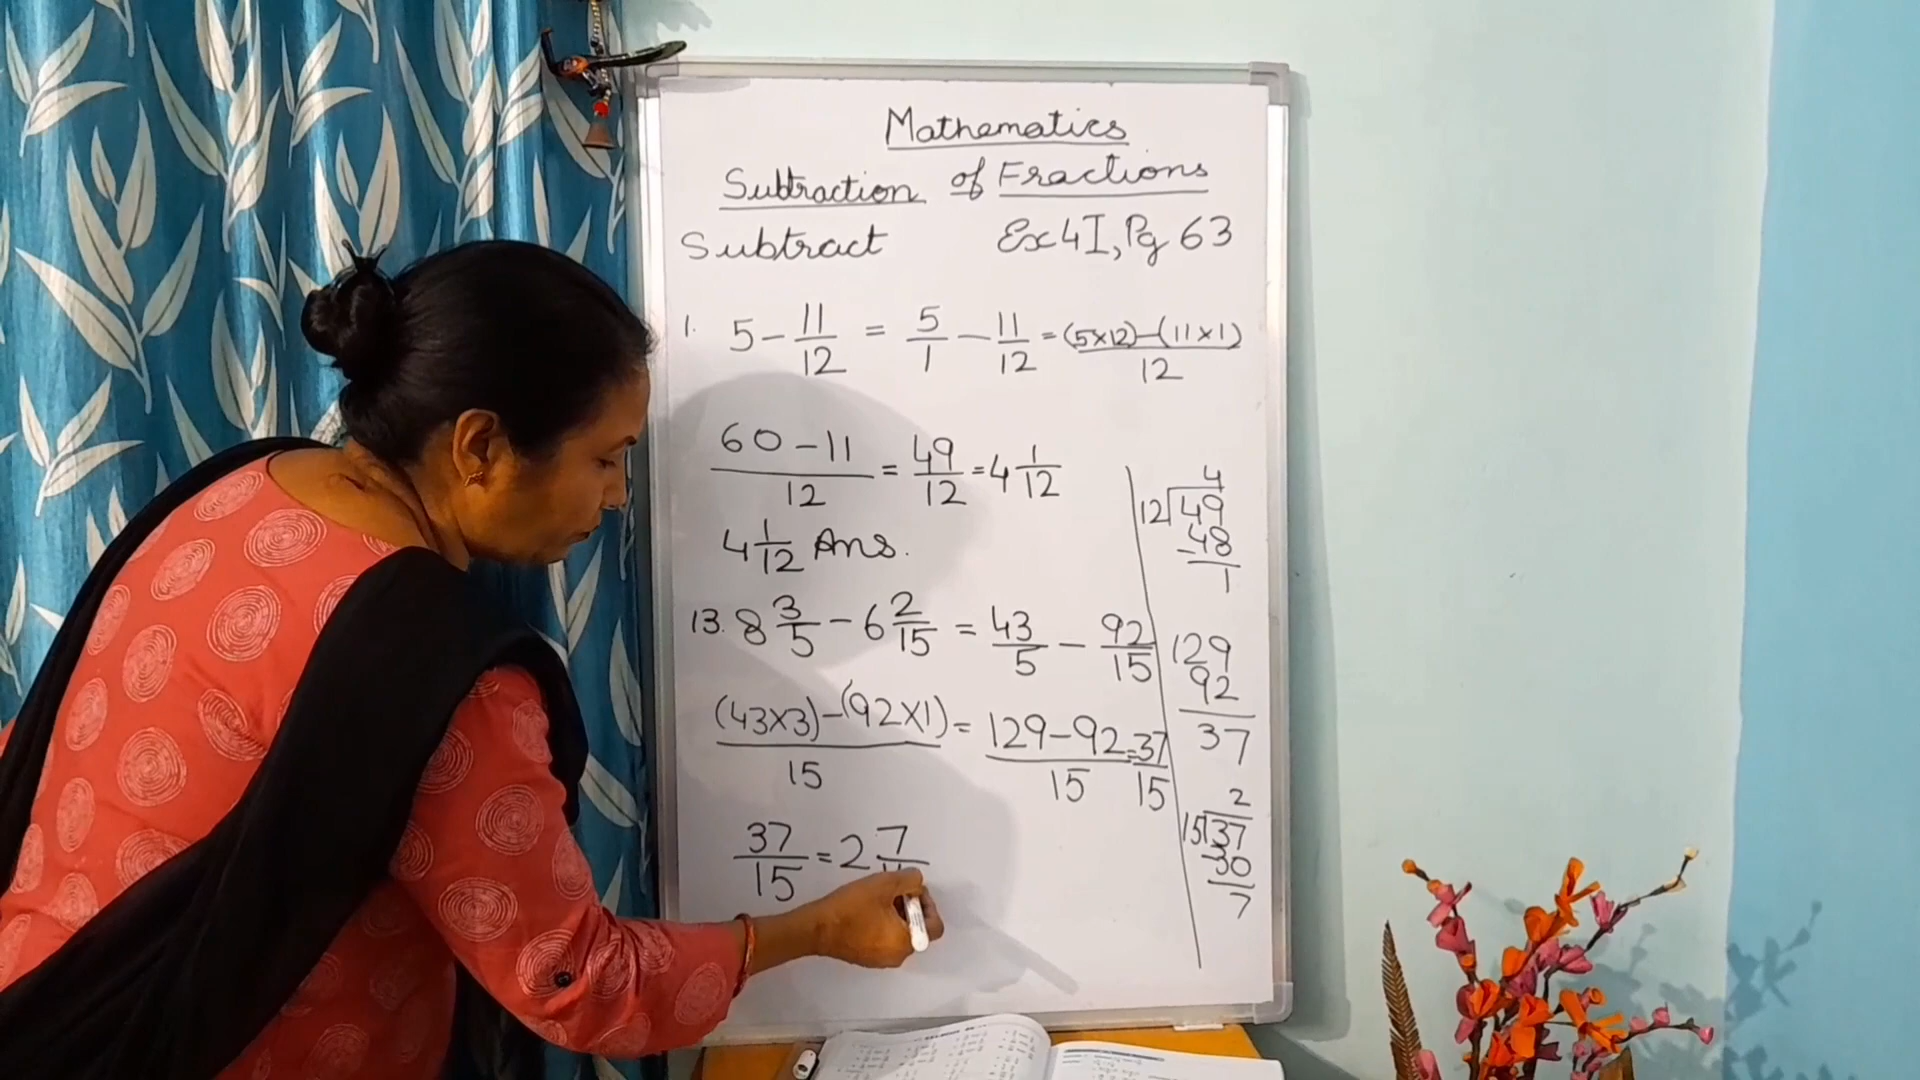 Mathematics
Subtraction of Fractions
Subtract Ex 4I, Pg 63
1. 5 - 11/12 = 5/1 - 11/12 = (5×12)-(11×1)/12
60-11/12 = 49/12 = 4 1/12
4 1/12 Ans.
13. 8 3/5 - 6 2/15 = 43/5 - 92/15
(43×3)-(92×1)/15 = 129-92/15 = 37/15
37/15 = 2 7/
4
12 49
-48
1
129
92
37
2
15 37
30
7